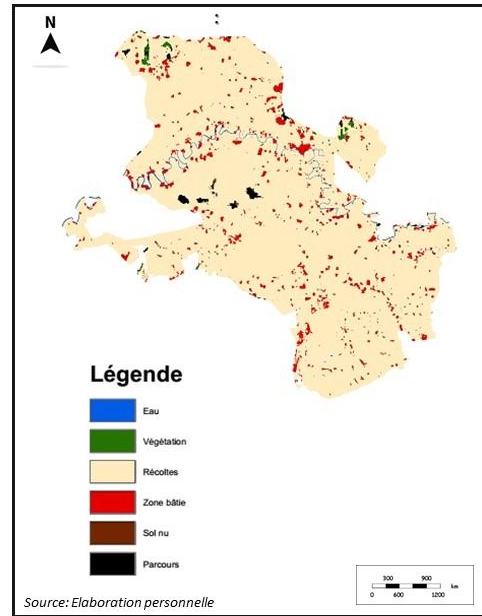 N
Légende
Eau
Végétation
Récoltes
Zone bâtie
Sol nu
Parcours
300 900
0 600 1200
km
Source: Elaboration personnelle